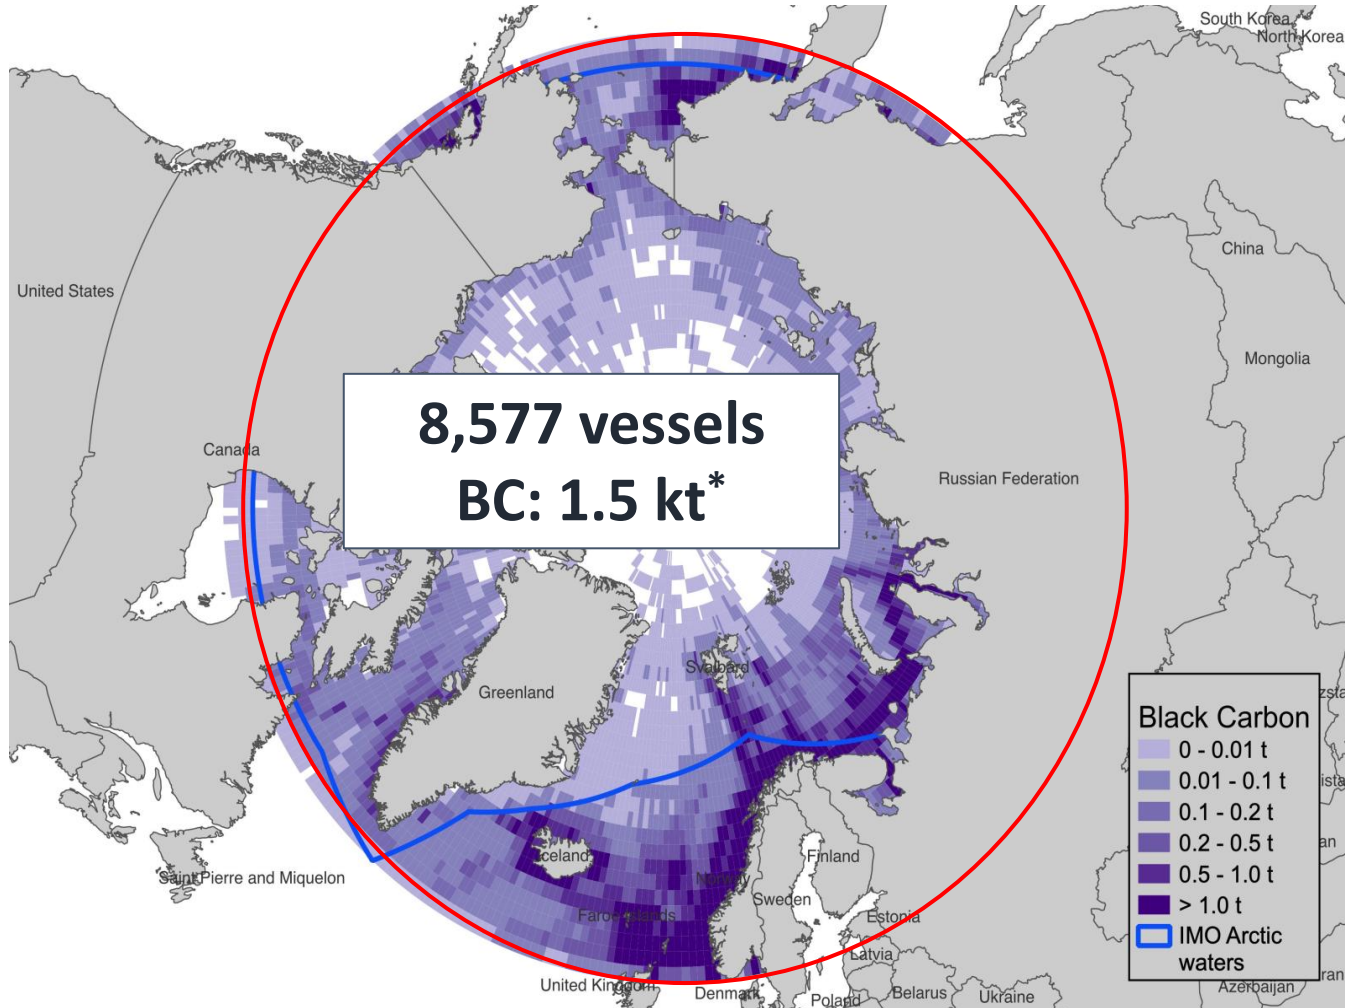 South Korea
North Korea
China
United States
Mongolia
8,577 vessels
BC: 1.5 kt*
Canada
Russian Federation
Svalbard
Greenland
Black Carbon
0 - 0.01 t
0.01 - 0.1 t
0.1 - 0.2 t
0.2 - 0.5 t
0.5 - 1.0 t
> 1.0 t
IMO Arctic
waters
Iceland
Finland
Saint Pierre and Miquelon
Norway
Sweden
Faroe Islands
Estonia
Latvia
United Kingdom
Denmark
Poland
Belarus
Ukraine
Azerbaijan